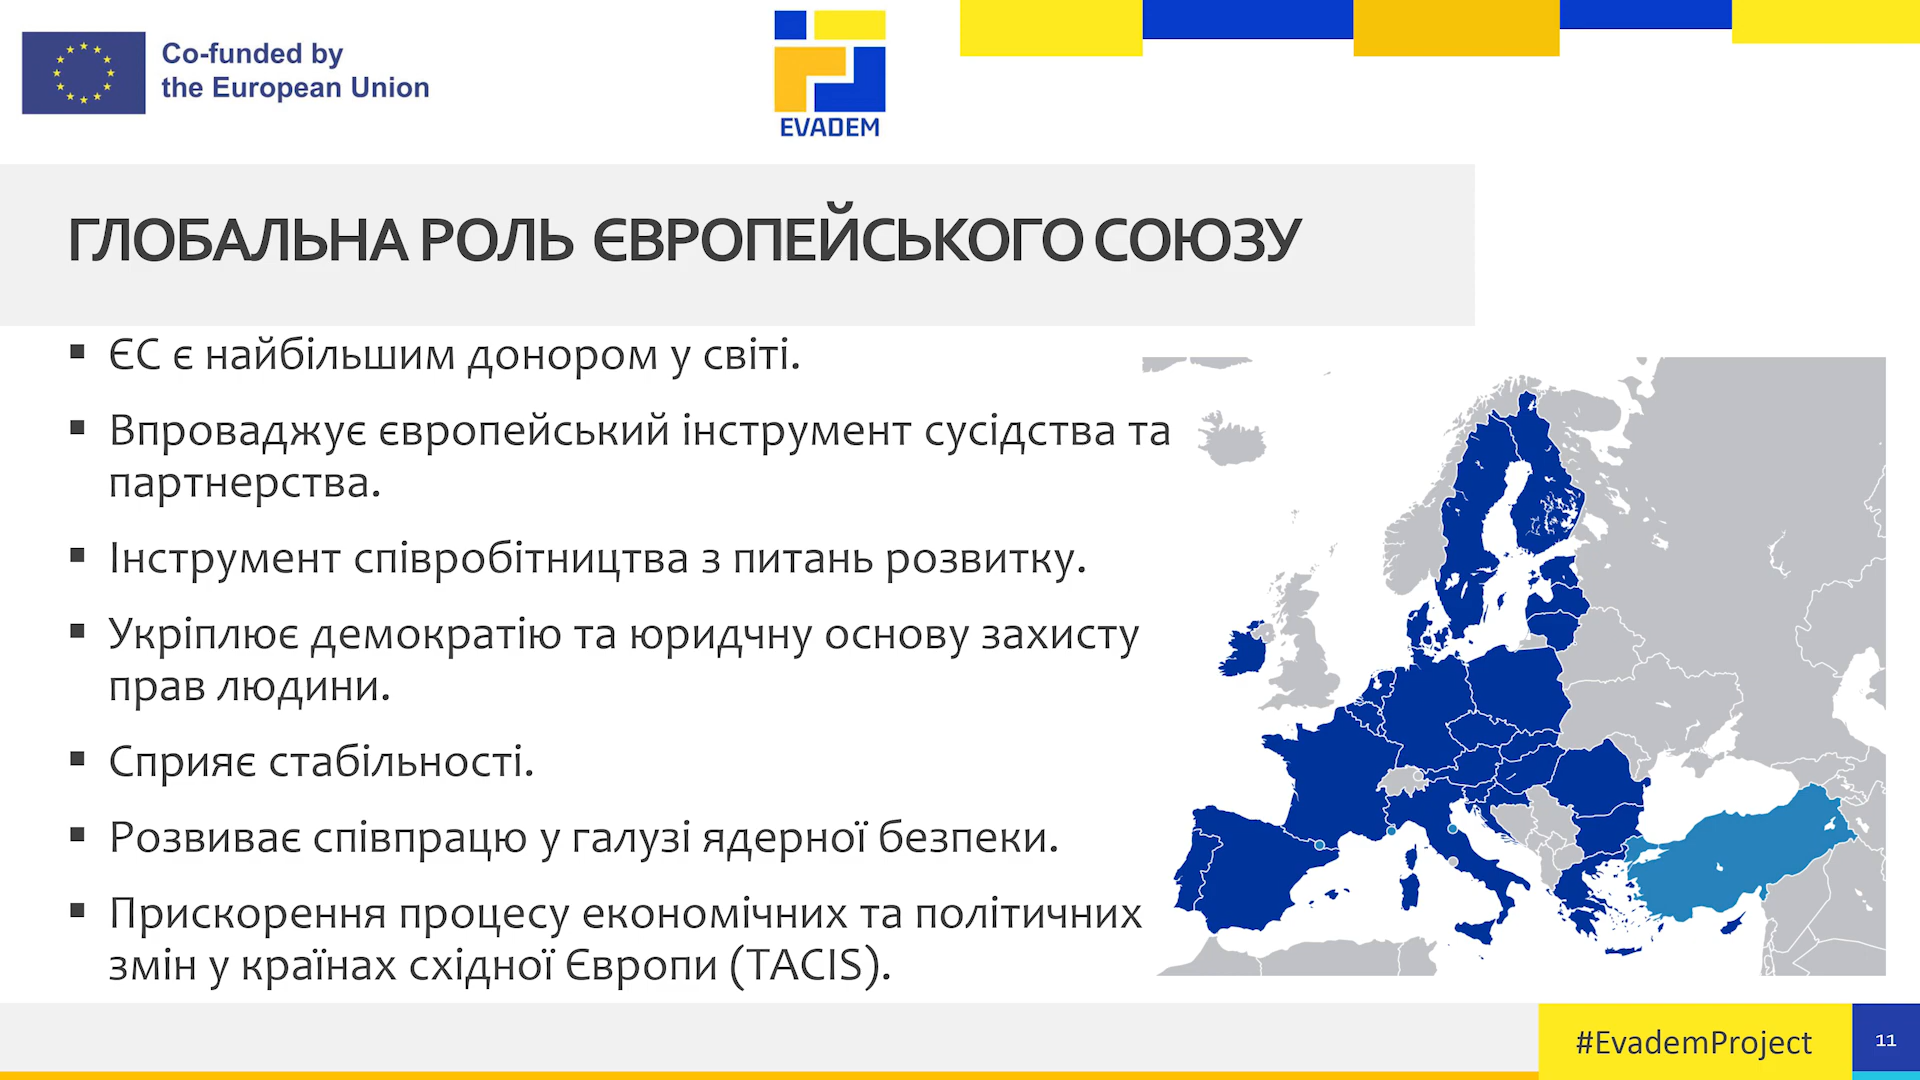 Co-funded by
the European Union
EVADEM
ГЛОБАЛЬНА РОЛЬ ЄВРОПЕЙСЬКОГО СОЮЗУ
▪ ЄС є найбільшим донором у світі.
▪ Впроваджує європейський інструмент сусідства та
партнерства.
▪ Інструмент співробітництва з питань розвитку.
▪ Укріплює демократію та юридчну основу захисту
прав людини.
▪ Сприяє стабільності.
▪ Розвиває співпрацю у галузі ядерної безпеки.
▪ Прискорення процесу економічних та політичних
змін у країнах східної Європи (TACIS).
#EvademProject
11